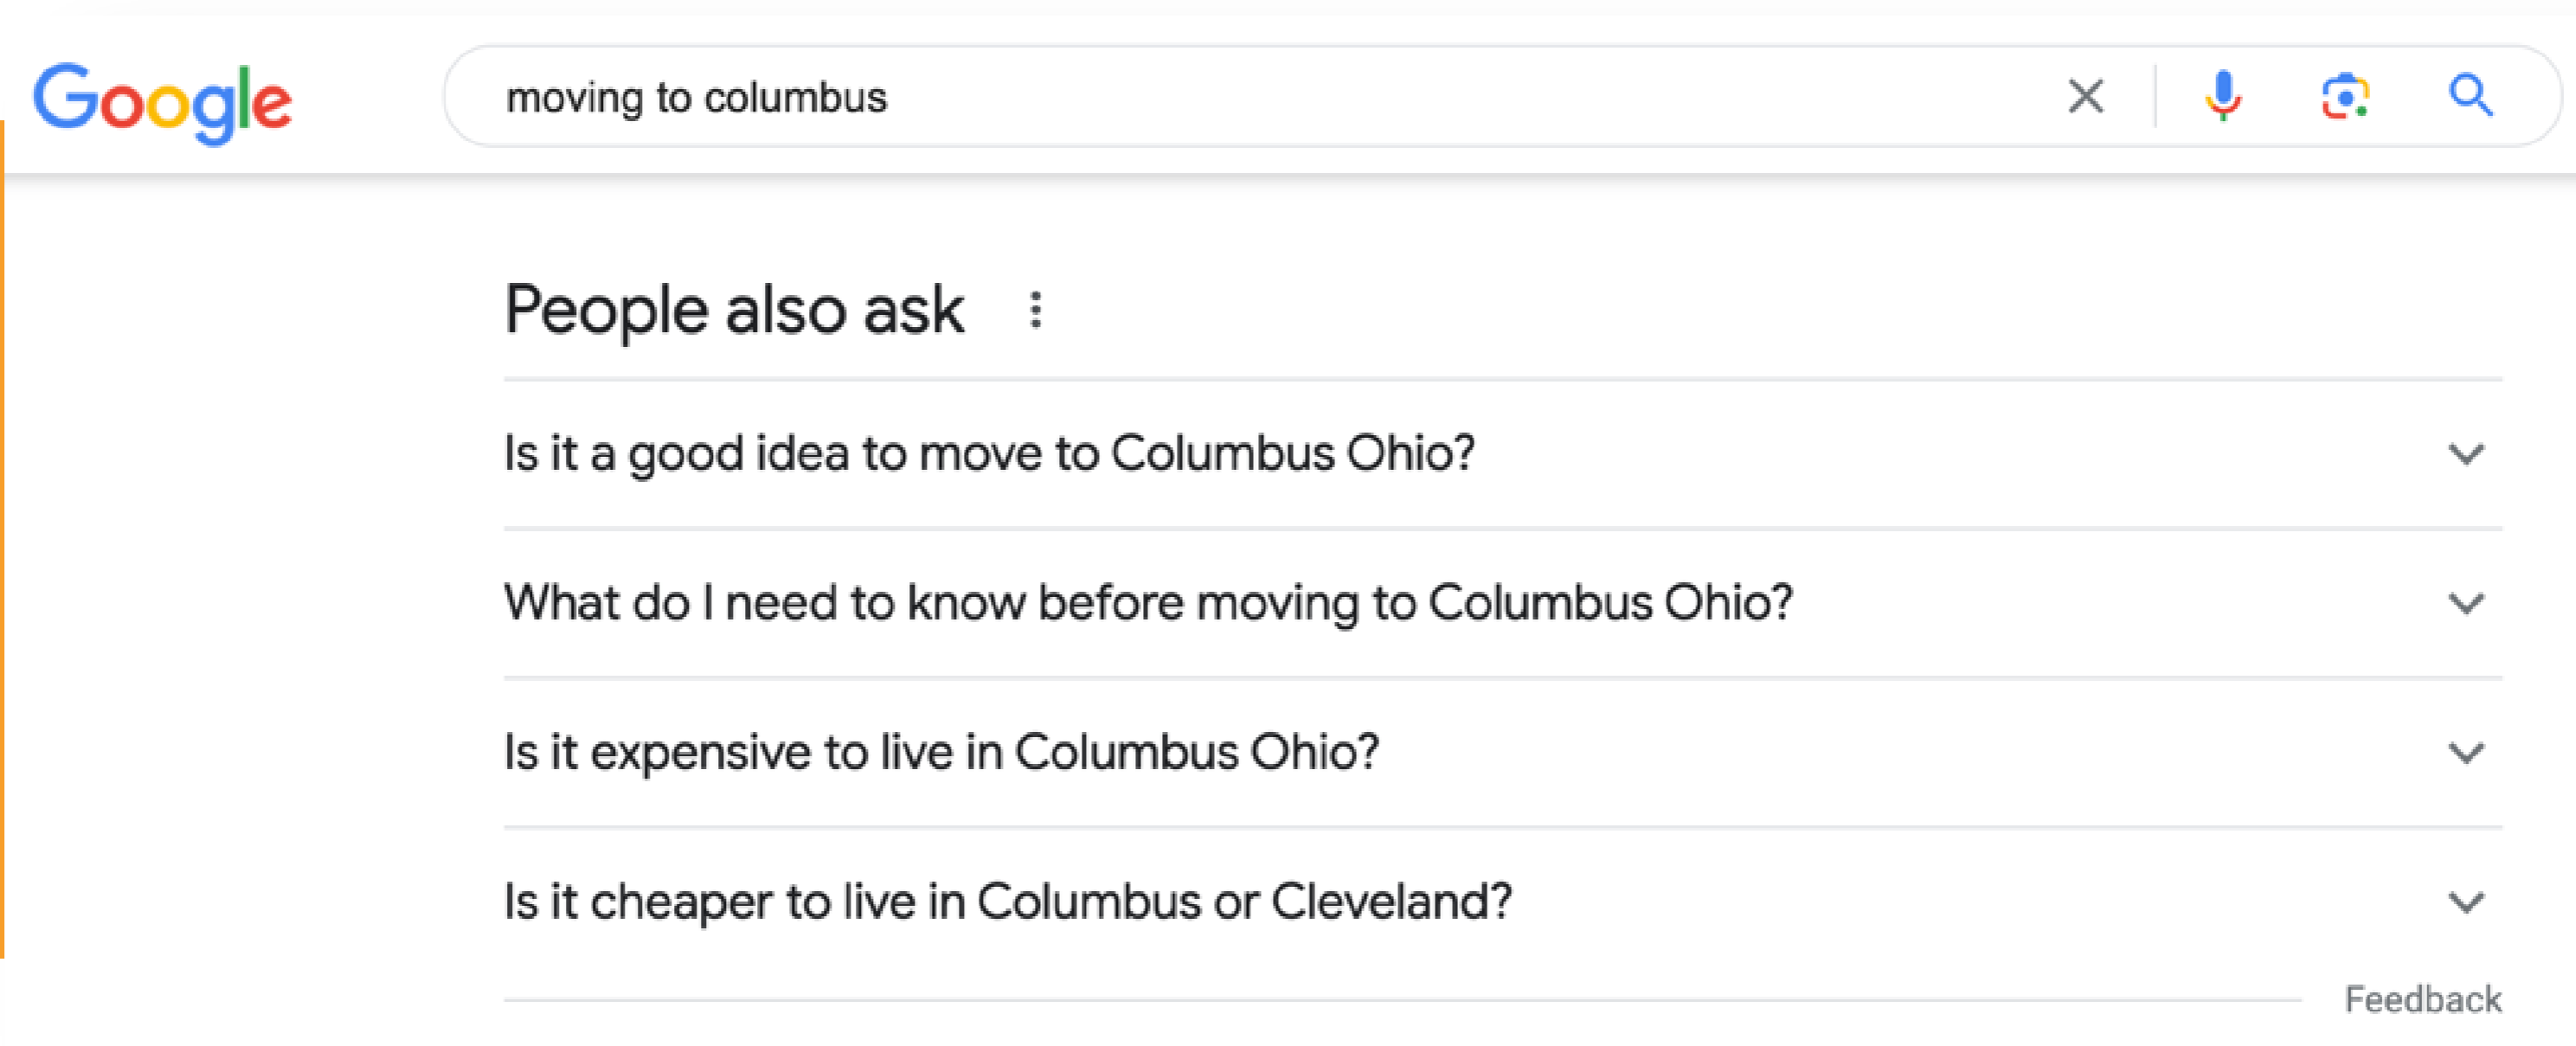 Google
moving to columbus
People also ask
Is it a good idea to move to Columbus Ohio?
What do I need to know before moving to Columbus Ohio?
Is it expensive to live in Columbus Ohio?
Is it cheaper to live in Columbus or Cleveland?
Feedback